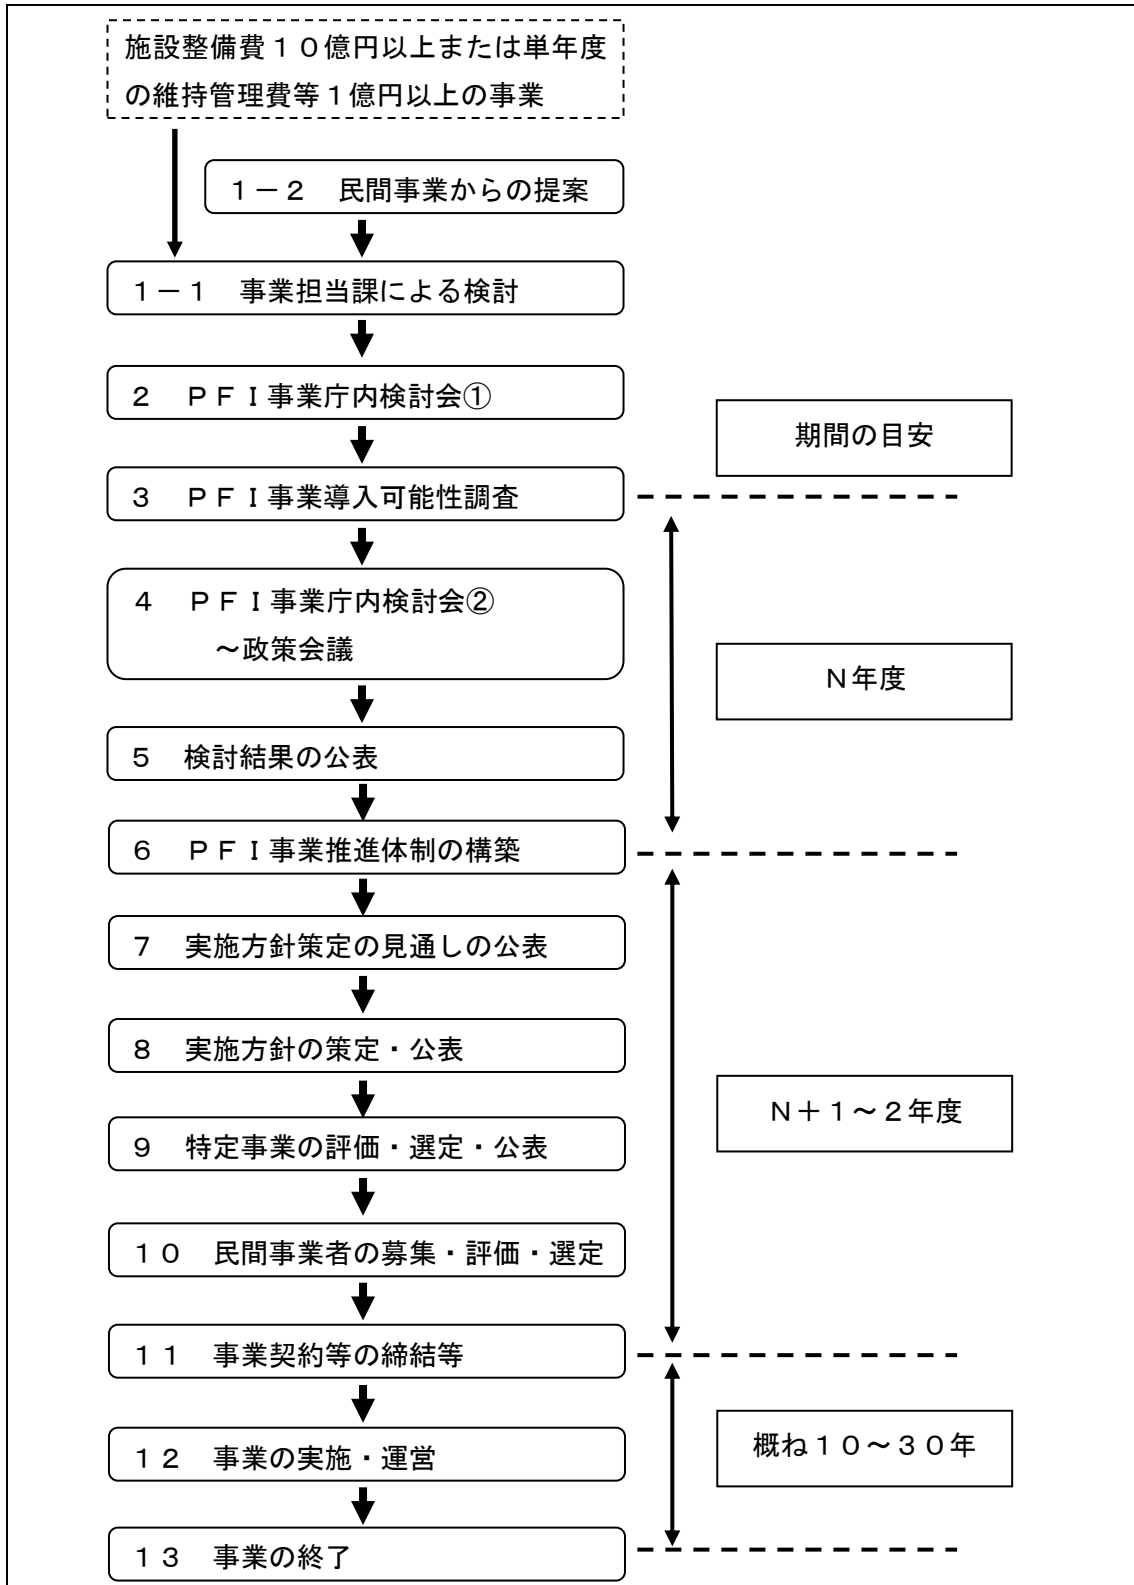 施設整備費１０億円以上または単年度
の維持管理費等１億円以上の事業
１－２　民間事業からの提案
１－１　事業担当課による検討
２　ＰＦＩ事業庁内検討会①
期間の目安
３　ＰＦＩ事業導入可能性調査
４　ＰＦＩ事業庁内検討会②
～政策会議
Ｎ年度
５　検討結果の公表
６　ＰＦＩ事業推進体制の構築
７　実施方針策定の見通しの公表
８　実施方針の策定・公表
Ｎ＋１～２年度
９　特定事業の評価・選定・公表
１０　民間事業者の募集・評価・選定
１１　事業契約等の締結等
１２　事業の実施・運営
概ね１０～３０年
１３　事業の終了